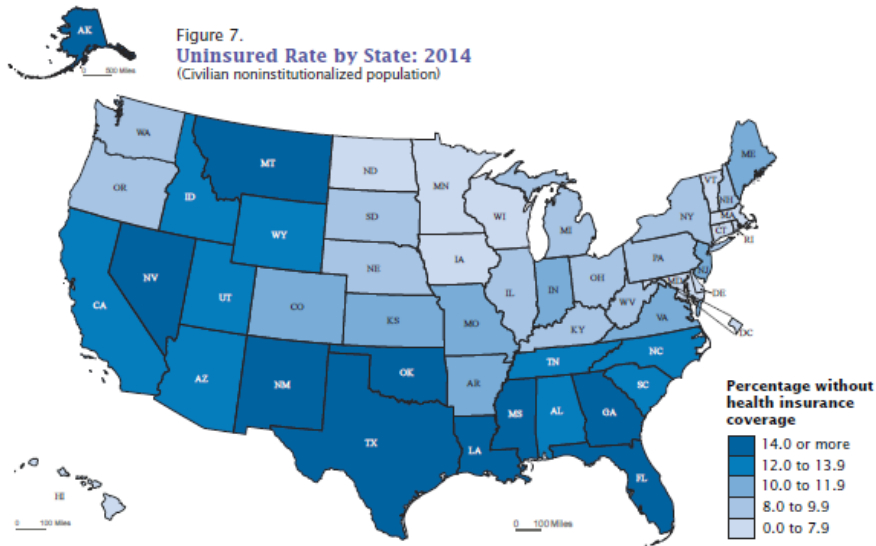 AK
0 500 Miles
Figure 7.
Uninsured Rate by State: 2014
(Civilian noninstitutionalized population)
WA
MT
ND
MN
ME
VT
NH
OR
ID
SD
WI
MI
NY
MA
CT
RI
WY
IA
PA
NJ
NV
NE
IL
IN
OH
MD
DE
CA
UT
CO
KS
MO
WV
VA
KY
DC
AZ
NM
OK
AR
TN
NC
SC
MS
AL
GA
TX
LA
FL
HI
0 100 Miles
0 100 Miles
Percentage without
health insurance
coverage
14.0 or more
12.0 to 13.9
10.0 to 11.9
8.0 to 9.9
0.0 to 7.9